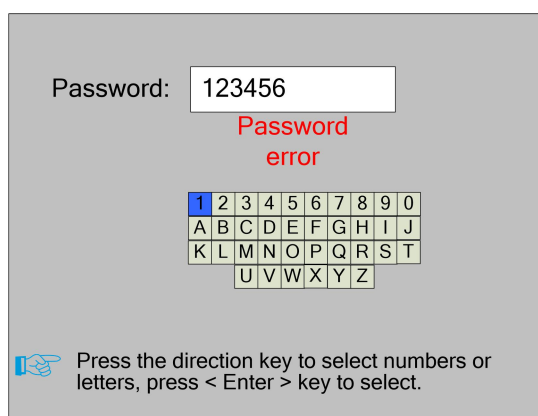 Password: 123456
Password
error
1 2 3 4 5 6 7 8 9 0
A B C D E F G H I J
K L M N O P Q R S T
U V W X Y Z
Press the direction key to select numbers or
letters, press < Enter > key to select.